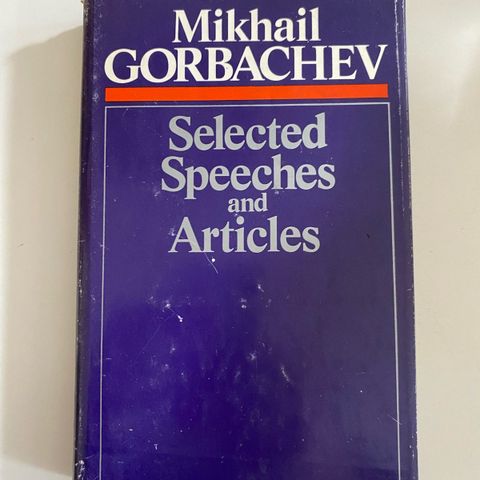 Mikhail
GORBACHEV
Selected
Speeches
and
Articles